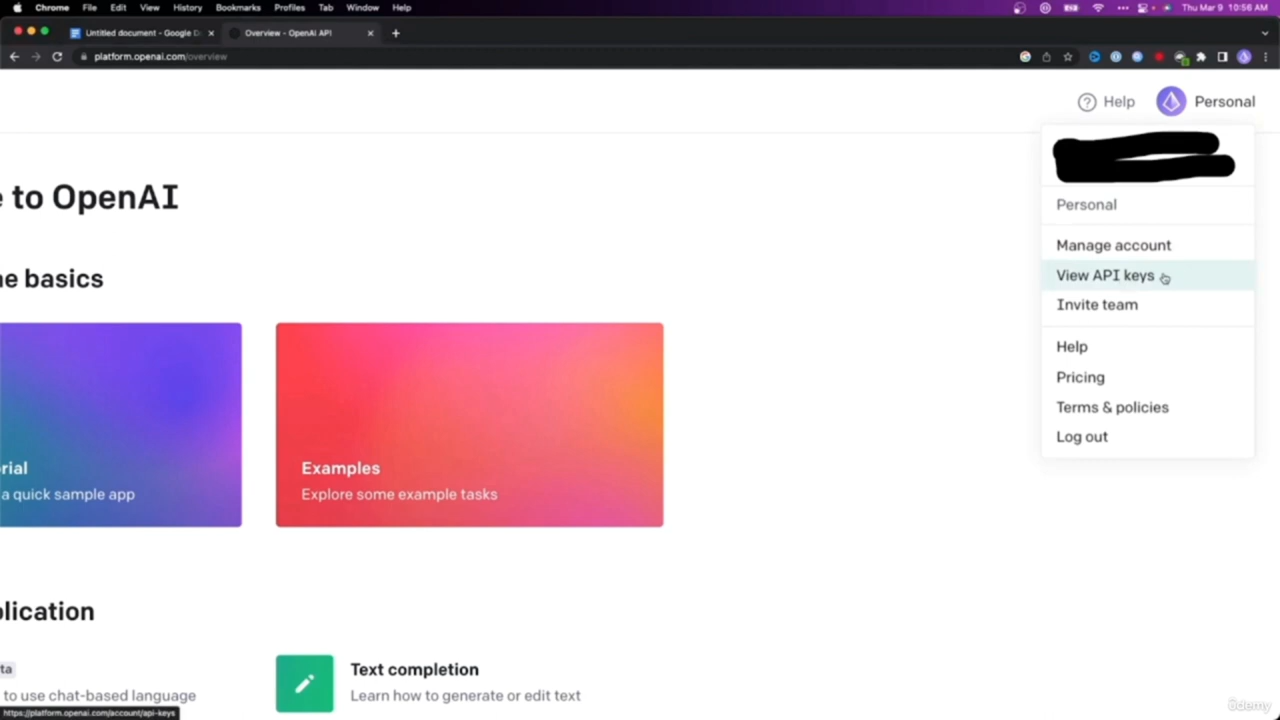 Chrome File Edit View History Bookmarks Profiles Tab Window Help Thu Mar 9 10:56 AM
Untitled document - Google D Overview - OpenAI API
platform.openai.com/overview
Help Personal
e to OpenAI
Personal
Manage account
ne basics
View API keys
Invite team
Help
Pricing
Terms & policies
Log out
rial
a quick sample app
Examples
Explore some example tasks
plication
ta
to use chat-based language
Text completion
Learn how to generate or edit text
https://platform.openai.com/account/api-keys
ûdemy